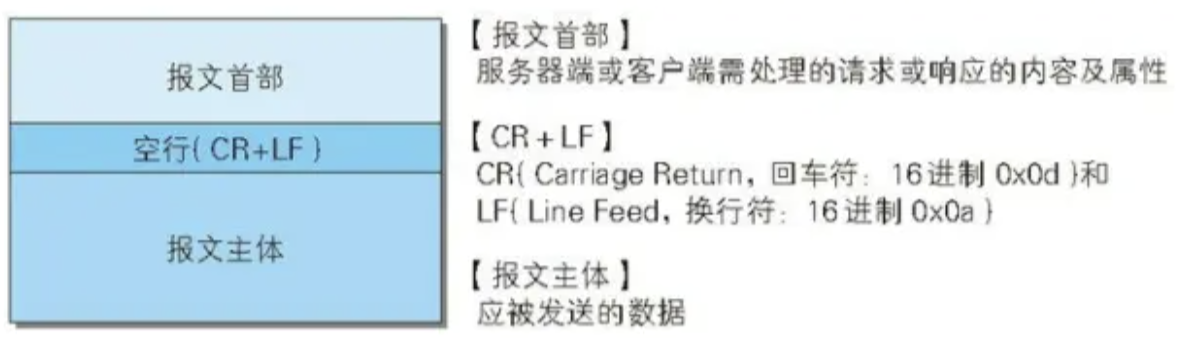 报文首部
空行(CR+LF)
报文主体
【报文首部】
服务器端或客户端需处理的请求或响应的内容及属性
【CR+LF】
CR(Carriage Return,回车符:16进制 0x0d)和
LF(Line Feed,换行符:16进制 0x0a)
【报文主体】
应被发送的数据